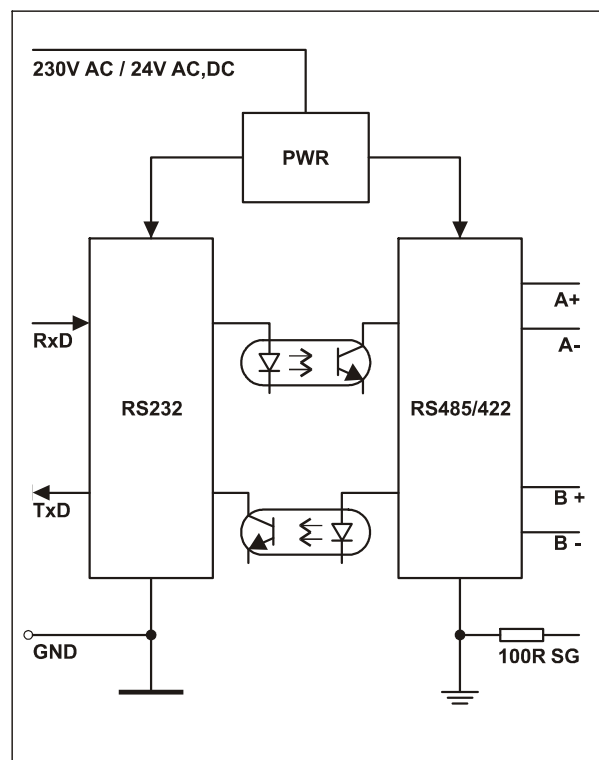 230V AC / 24V AC,DC
PWR
RxD
A+
A-
RS232
RS485/422
TxD
B +
B -
GND
100R SG